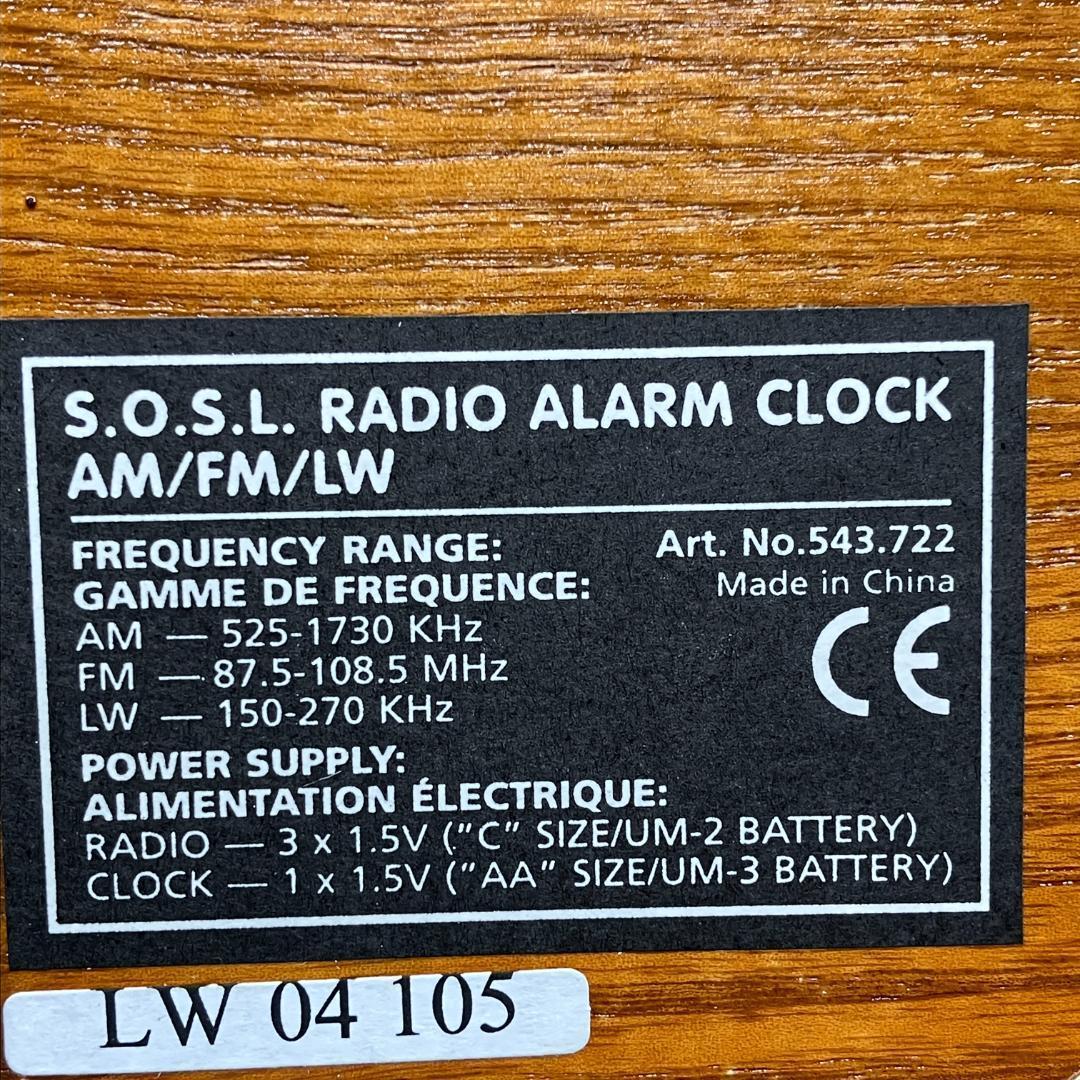 S.O.S.L. RADIO ALARM CLOCK
AM/FM/LW
FREQUENCY RANGE:
GAMME DE FREQUENCE:
Art. No.543.722
Made in China
CE
AM — 525-1730 KHz
FM — 87.5-108.5 MHz
LW — 150-270 KHz
POWER SUPPLY:
ALIMENTATION ÉLECTRIQUE:
RADIO — 3 x 1.5V ("C" SIZE/UM-2 BATTERY)
CLOCK — 1 x 1.5V ("AA" SIZE/UM-3 BATTERY)
LW 04 105